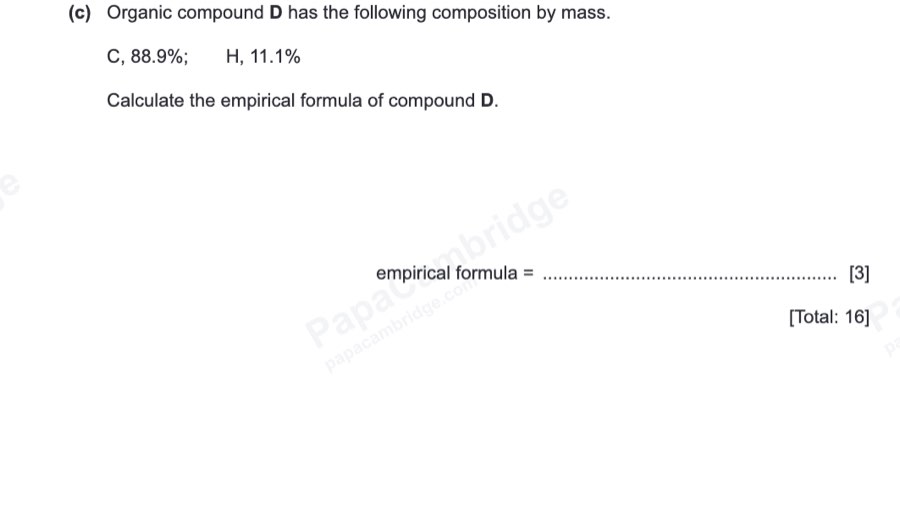 (c) Organic compound D has the following composition by mass.
C, 88.9%; H, 11.1%
Calculate the empirical formula of compound D.
empirical formula = ........................................................ [3]
[Total: 16]
PapaCambridge
papacambridge.com